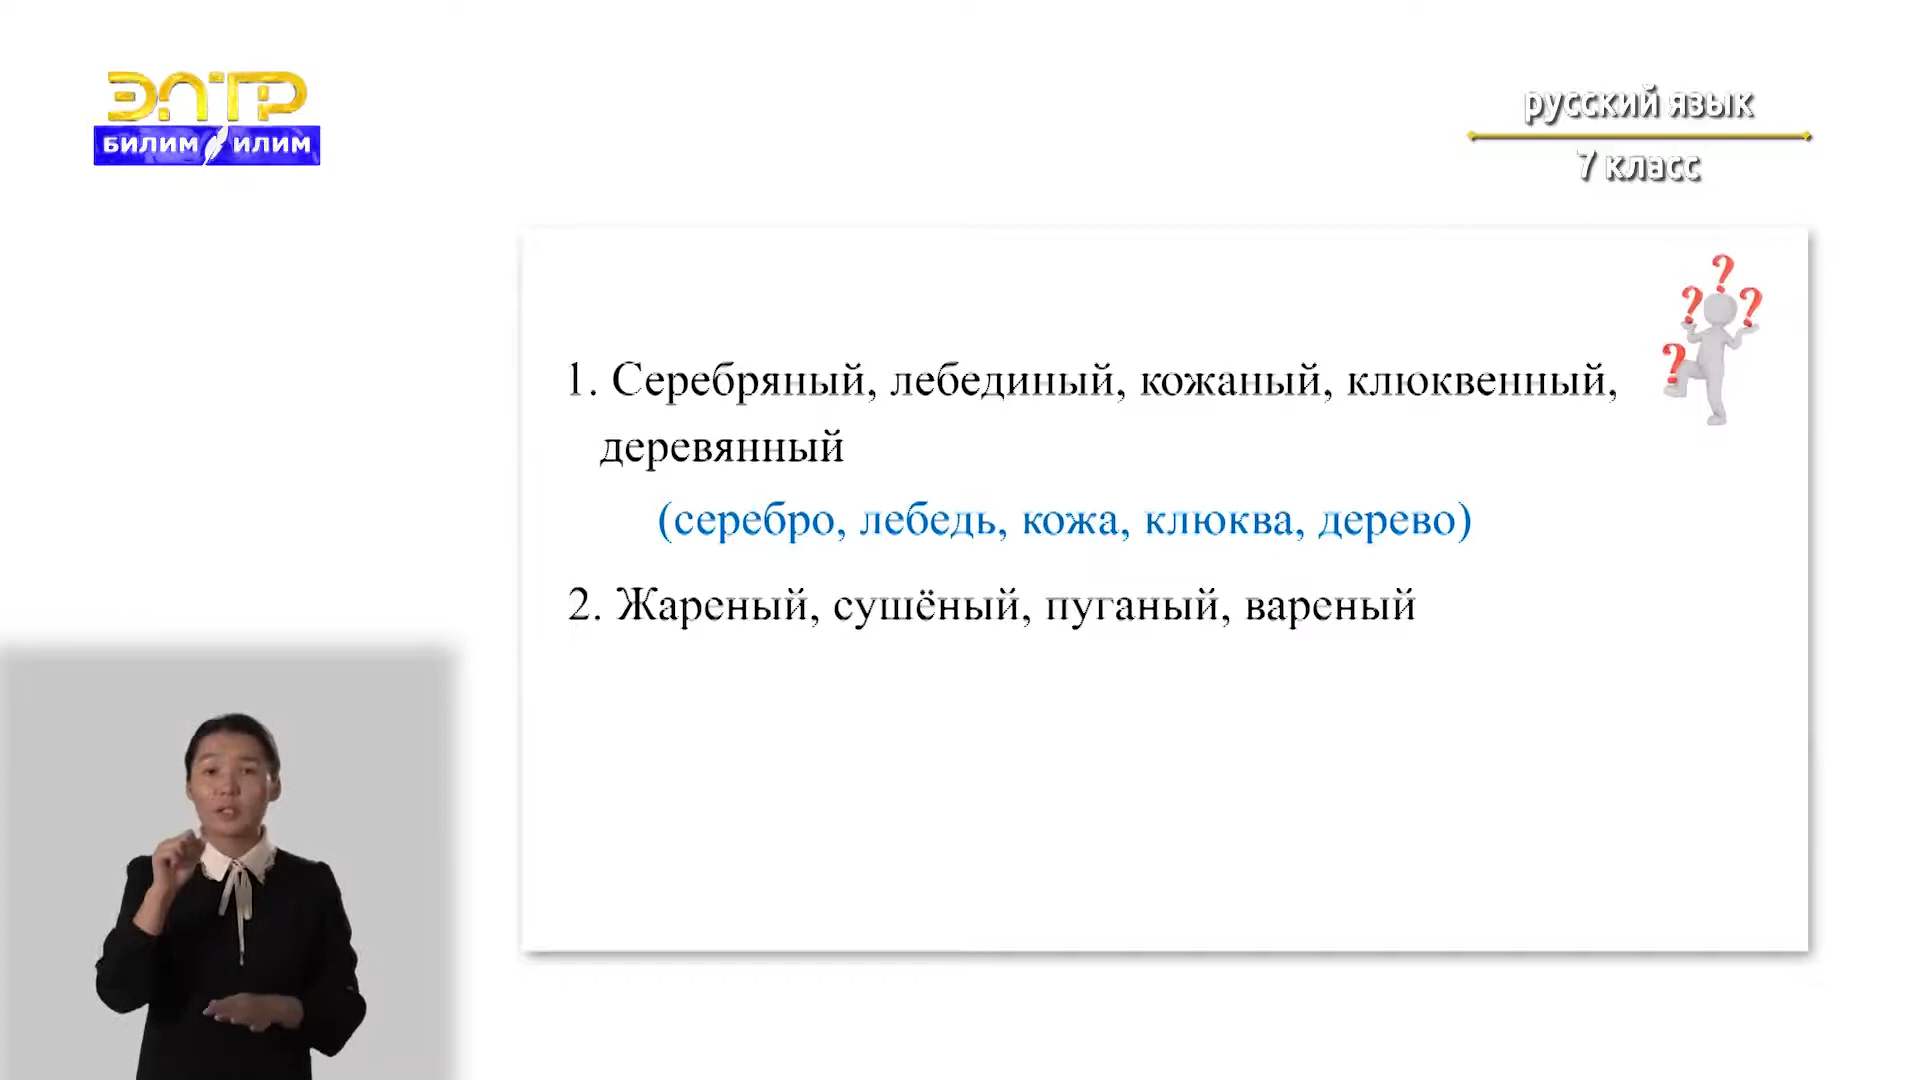 ЭЛТР
БИЛИМ ИЛИМ
русский язык
7 класс
1. Серебряный, лебединый, кожаный, клюквенный,
деревянный
(серебро, лебедь, кожа, клюква, дерево)
2. Жареный, сушёный, пуганый, вареный